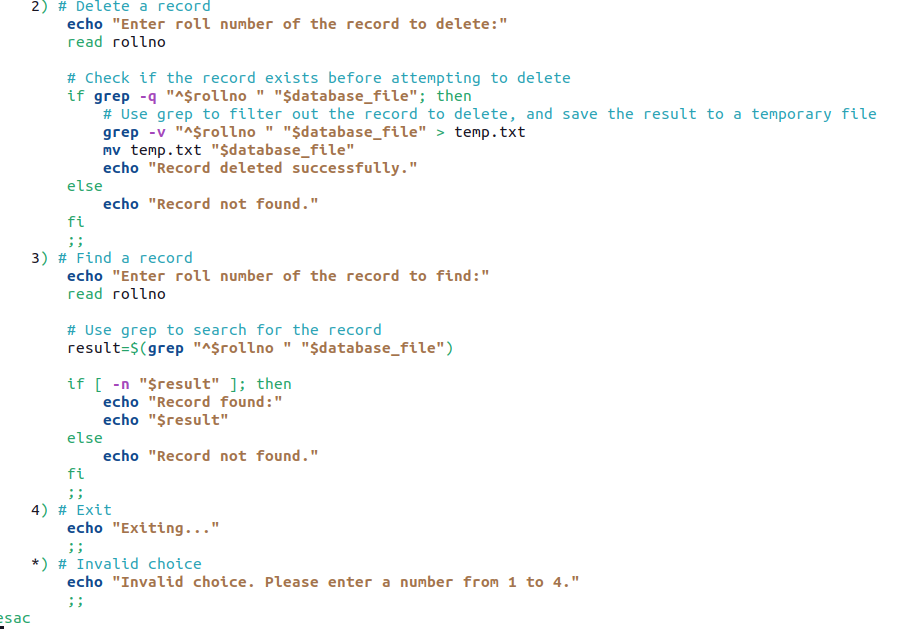 2) # Delete a record
echo "Enter roll number of the record to delete:"
read rollno
# Check if the record exists before attempting to delete
if grep -q "^$rollno " "$database_file"; then
# Use grep to filter out the record to delete, and save the result to a temporary file
grep -v "^$rollno " "$database_file" > temp.txt
mv temp.txt "$database_file"
echo "Record deleted successfully."
else
echo "Record not found."
fi
;;
3) # Find a record
echo "Enter roll number of the record to find:"
read rollno
# Use grep to search for the record
result=$(grep "^$rollno " "$database_file")
if [ -n "$result" ]; then
echo "Record found:"
echo "$result"
else
echo "Record not found."
fi
;;
4) # Exit
echo "Exiting..."
;;
*) # Invalid choice
echo "Invalid choice. Please enter a number from 1 to 4."
;;
esac